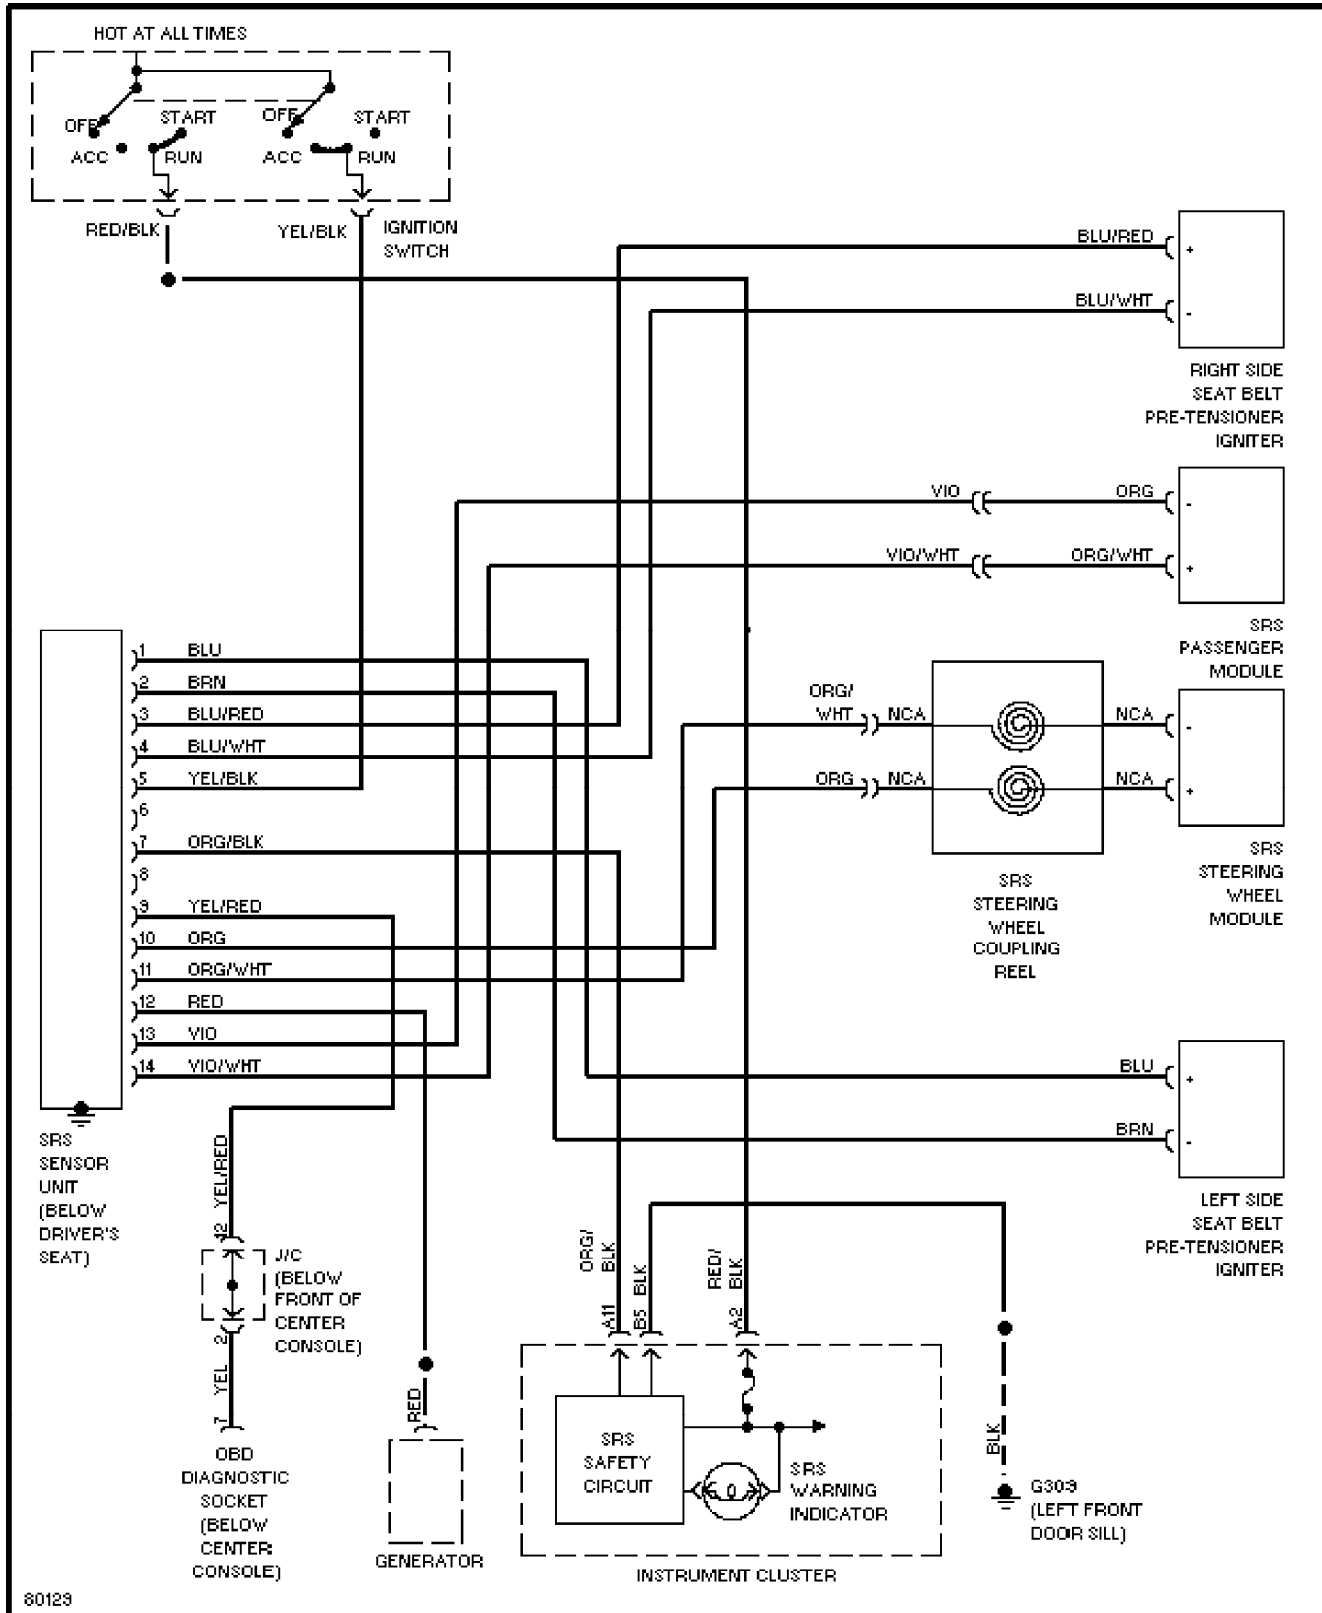 HOT AT ALL TIMES
OFF
START
ACC
RUN
OFF
START
ACC
RUN
RED/BLK
YEL/BLK
IGNITION
SWITCH
BLU/RED
+
BLU/WHT
-
RIGHT SIDE
SEAT BELT
PRE-TENSIONER
IGNITER
VIO
ORG
-
VIO/WHT
ORG/WHT
+
SRS
PASSENGER
MODULE
1 BLU
2 BRN
3 BLU/RED
4 BLU/WHT
5 YEL/BLK
6
7 ORG/BLK
8
9 YEL/RED
10 ORG
11 ORG/WHT
12 RED
13 VIO
14 VIO/WHT
SRS
SENSOR
UNIT
(BELOW
DRIVER'S
SEAT)
ORG/
WHT
NCA
NCA
-
ORG
NCA
NCA
+
SRS
STEERING
WHEEL
COUPLING
REEL
SRS
STEERING
WHEEL
MODULE
BLU
+
BRN
-
LEFT SIDE
SEAT BELT
PRE-TENSIONER
IGNITER
YEL/RED
12
J/C
(BELOW
FRONT OF
CENTER
CONSOLE)
2
YEL
7
OBD
DIAGNOSTIC
SOCKET
(BELOW
CENTER
CONSOLE)
RED
GENERATOR
ORG/
BLK
A11
BLK
B5
RED/
BLK
A2
SRS
SAFETY
CIRCUIT
SRS
WARNING
INDICATOR
INSTRUMENT CLUSTER
BLK
G309
(LEFT FRONT
DOOR SILL)
80129